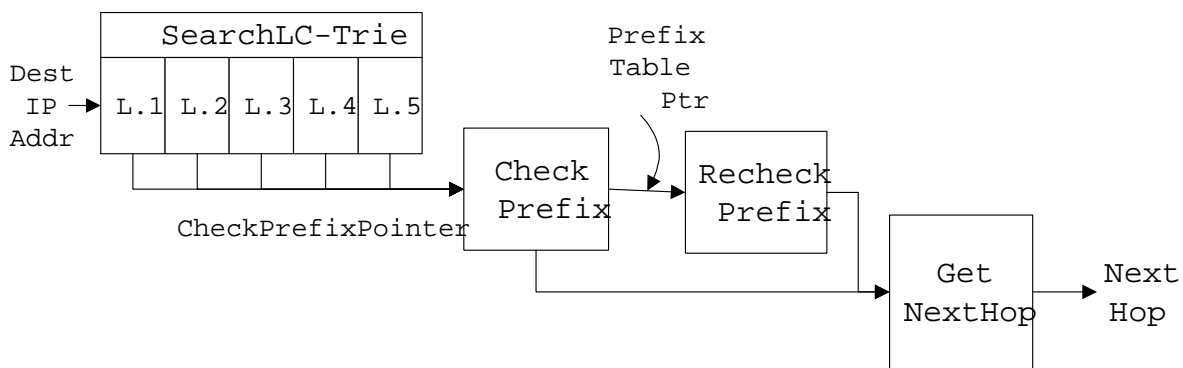 SearchLC-Trie
Dest
IP
Addr
L.1 L.2 L.3 L.4 L.5
Prefix
Table
Ptr
CheckPrefixPointer
Check
Prefix
Recheck
Prefix
Get
NextHop
Next
Hop